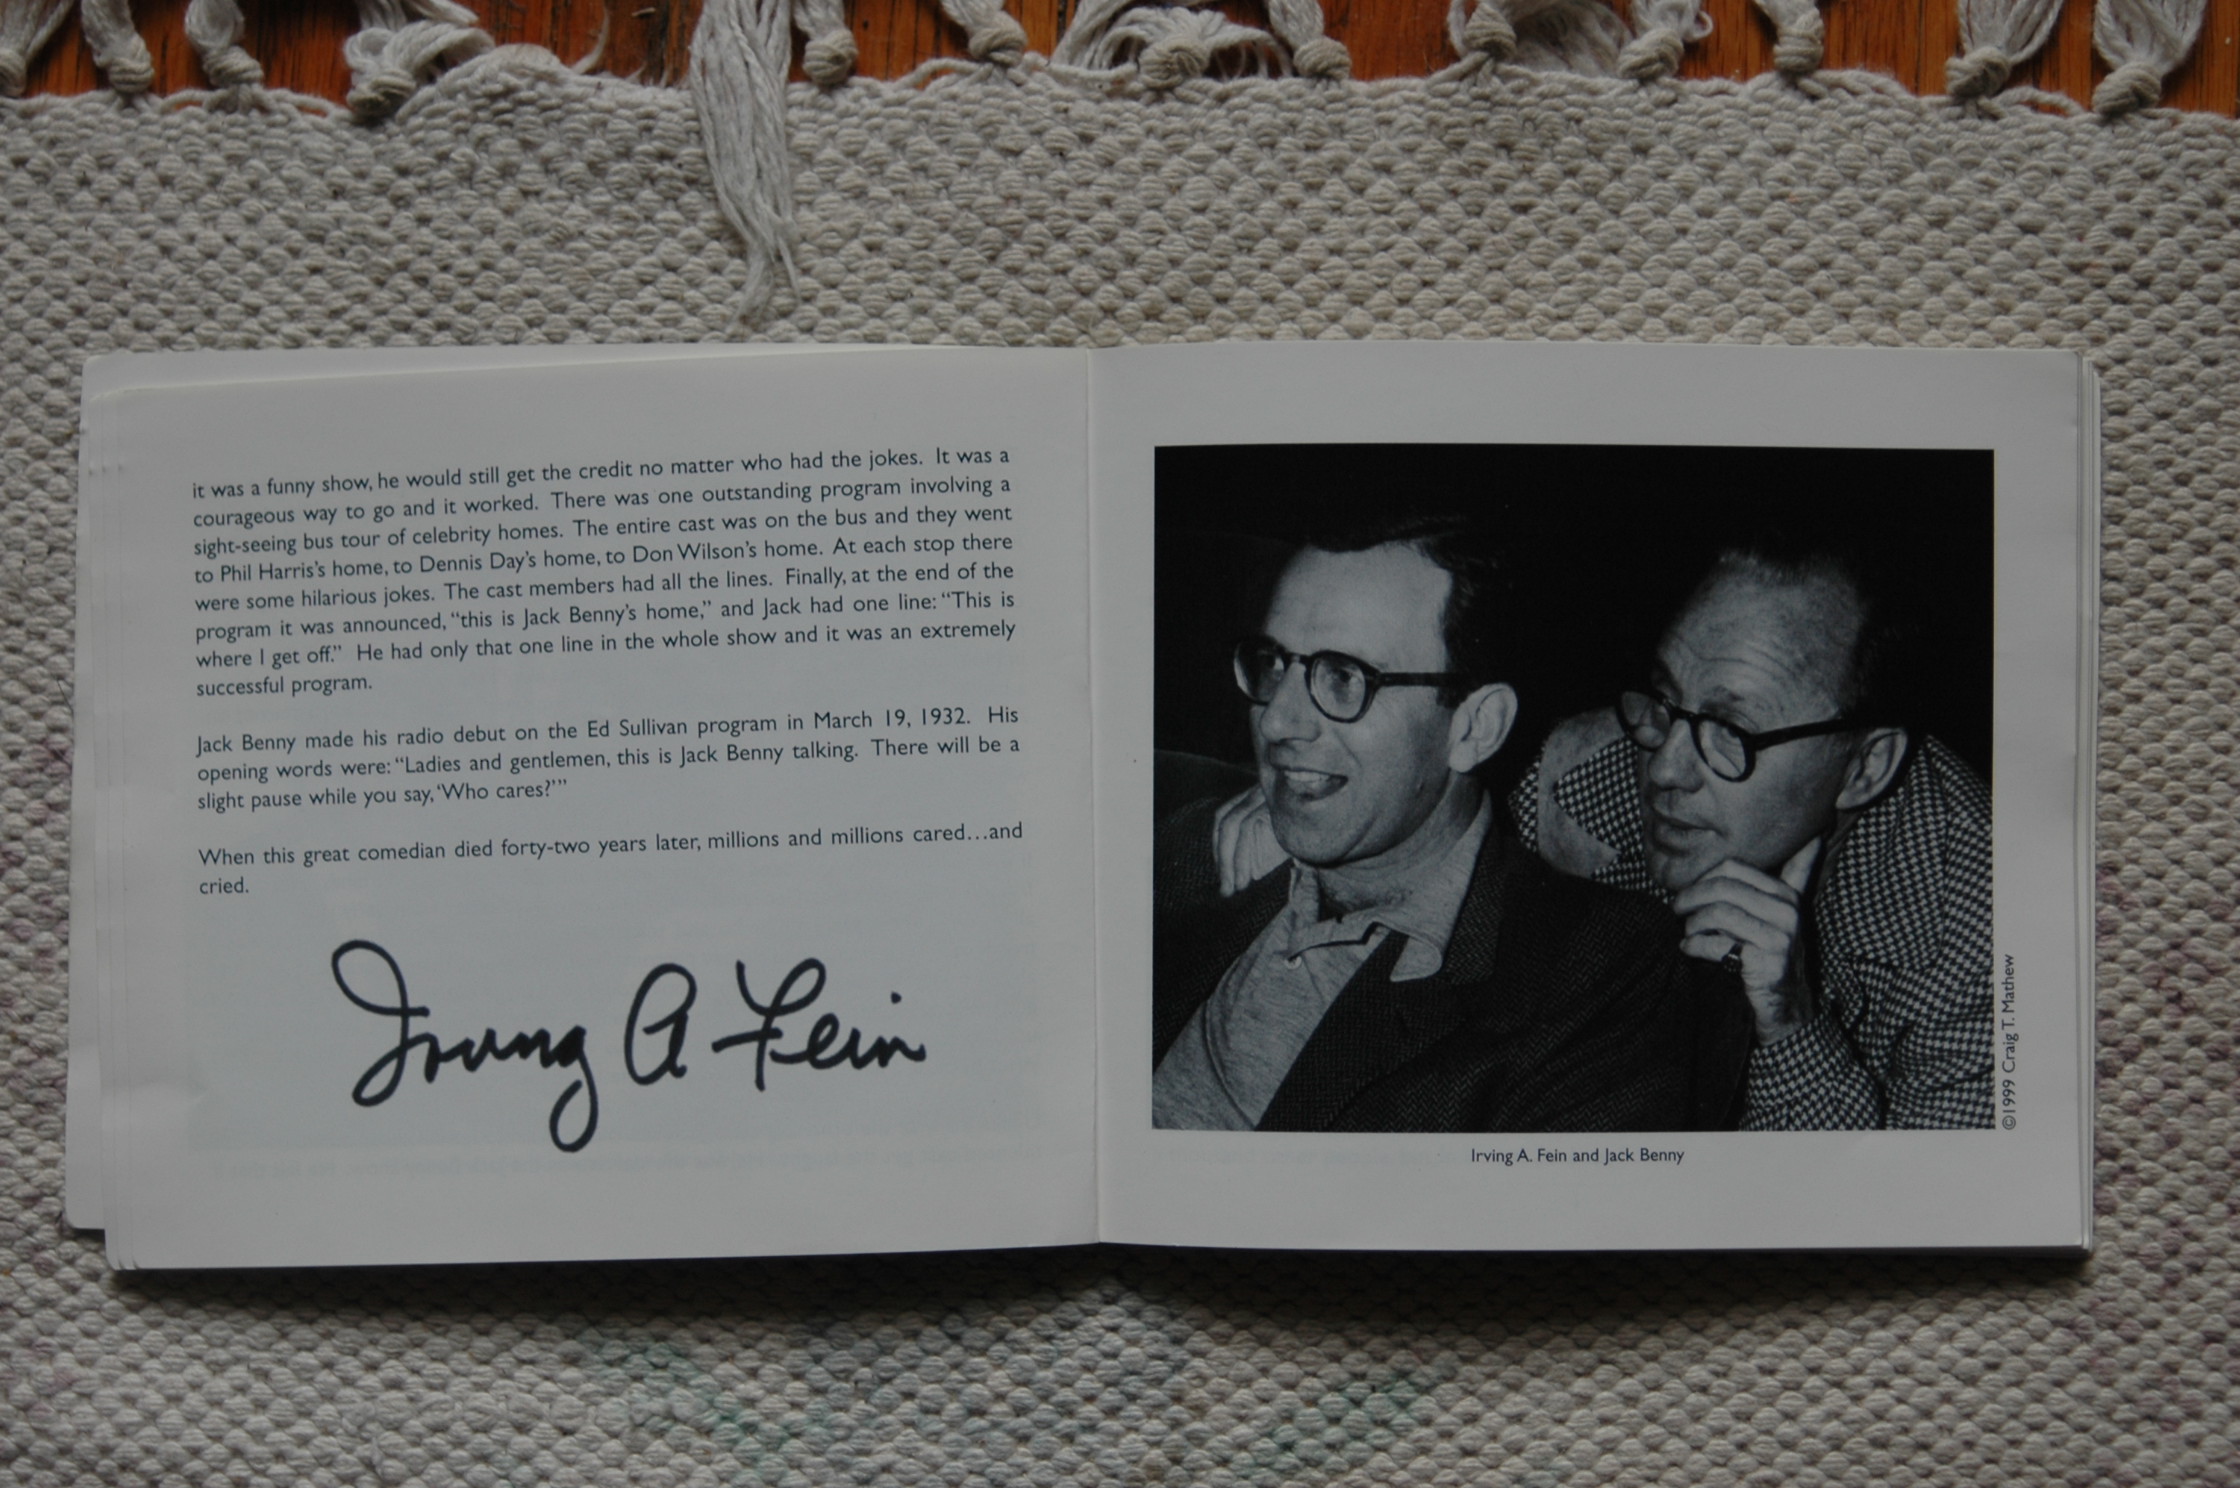 it was a funny show, he would still get the credit no matter who had the jokes. It was a
courageous way to go and it worked. There was one outstanding program involving a
sight-seeing bus tour of celebrity homes. The entire cast was on the bus and they went
to Phil Harris's home, to Dennis Day's home, to Don Wilson's home. At each stop there
were some hilarious jokes. The cast members had all the lines. Finally, at the end of the
program it was announced, “this is Jack Benny's home,” and Jack had one line: “This is
where I get off.” He had only that one line in the whole show and it was an extremely
successful program.
Jack Benny made his radio debut on the Ed Sullivan program in March 19, 1932. His
opening words were: “Ladies and gentlemen, this is Jack Benny talking. There will be a
slight pause while you say, ‘Who cares?’”
When this great comedian died forty-two years later, millions and millions cared…and
cried.
Irving A Fein
©1999 Craig T. Mathew
Irving A. Fein and Jack Benny